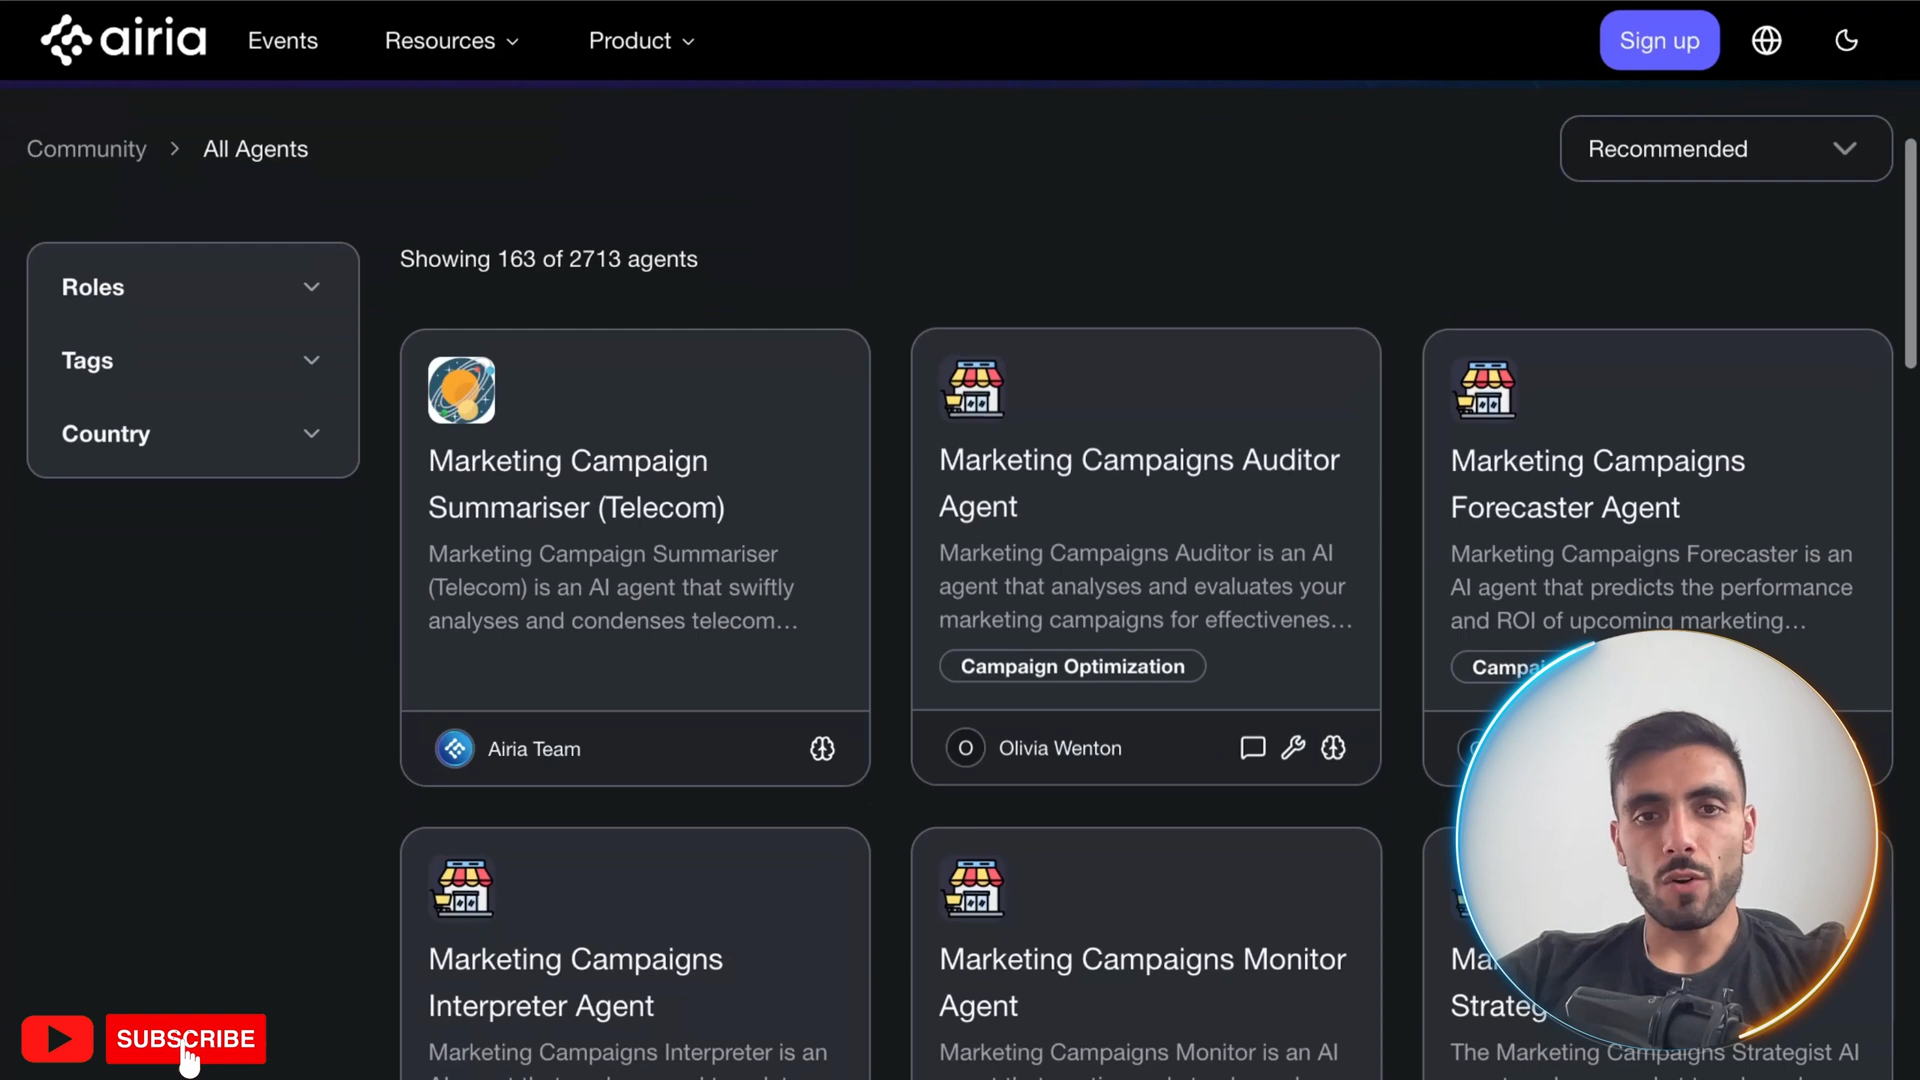 airia
Events
Resources
Product
Sign up
Community
All Agents
Recommended
Roles
Tags
Country
Showing 163 of 2713 agents
Marketing Campaign
Summariser (Telecom)
Marketing Campaign Summariser
(Telecom) is an AI agent that swiftly
analyses and condenses telecom...
Airia Team
Marketing Campaigns Auditor
Agent
Marketing Campaigns Auditor is an AI
agent that analyses and evaluates your
marketing campaigns for effectivenes...
Campaign Optimization
O
Olivia Wenton
Marketing Campaigns
Forecaster Agent
Marketing Campaigns Forecaster is an
AI agent that predicts the performance
and ROI of upcoming marketing...
Marketing Campaigns
Interpreter Agent
Marketing Campaigns Interpreter is an
Marketing Campaigns Monitor
Agent
Marketing Campaigns Monitor is an AI
The Marketing Campaigns Strategist AI
SUBSCRIBE